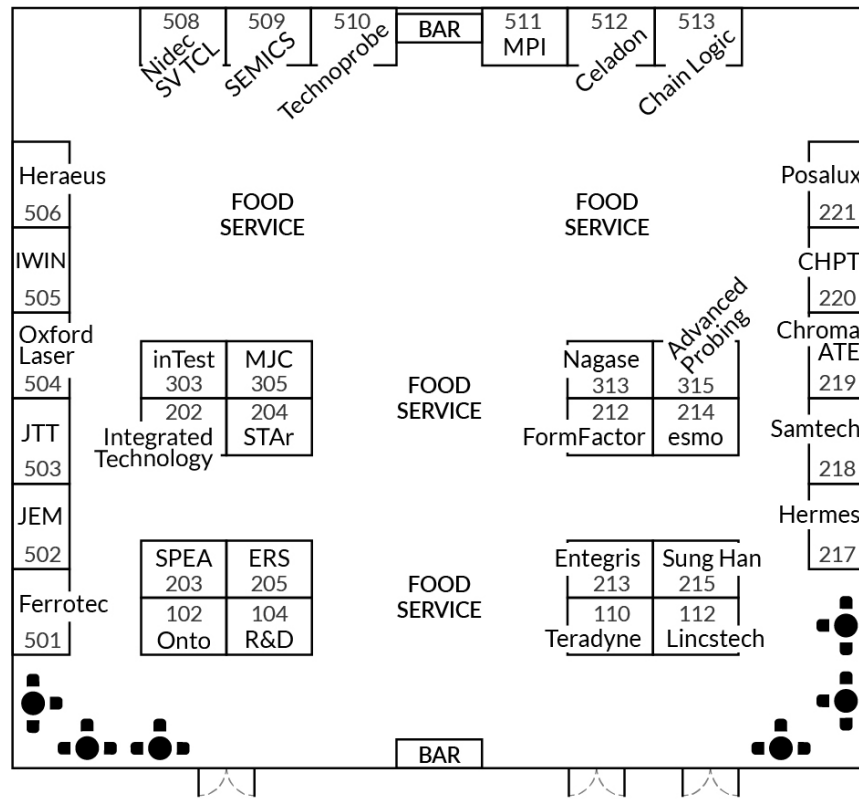 508
Nidec
SV TCL
509
SEMICS
510
Technoprobe
BAR
511
MPI
512
Celadon
513
Chain Logic
Heraeus
506
IWIN
505
Oxford
Laser
504
JTT
503
JEM
502
Ferrotec
501
FOOD
SERVICE
FOOD
SERVICE
Posalux
221
CHPT
220
Chroma
ATE
219
Samtech
218
Hermes
217
inTest
303
MJC
305
202
Integrated
Technology
204
STAr
FOOD
SERVICE
Nagase
313
Advanced
Probing
315
212
FormFactor
214
esmo
SPEA
203
ERS
205
102
Onto
104
R&D
FOOD
SERVICE
Entegris
213
Sung Han
215
110
Teradyne
112
Lincstech
BAR